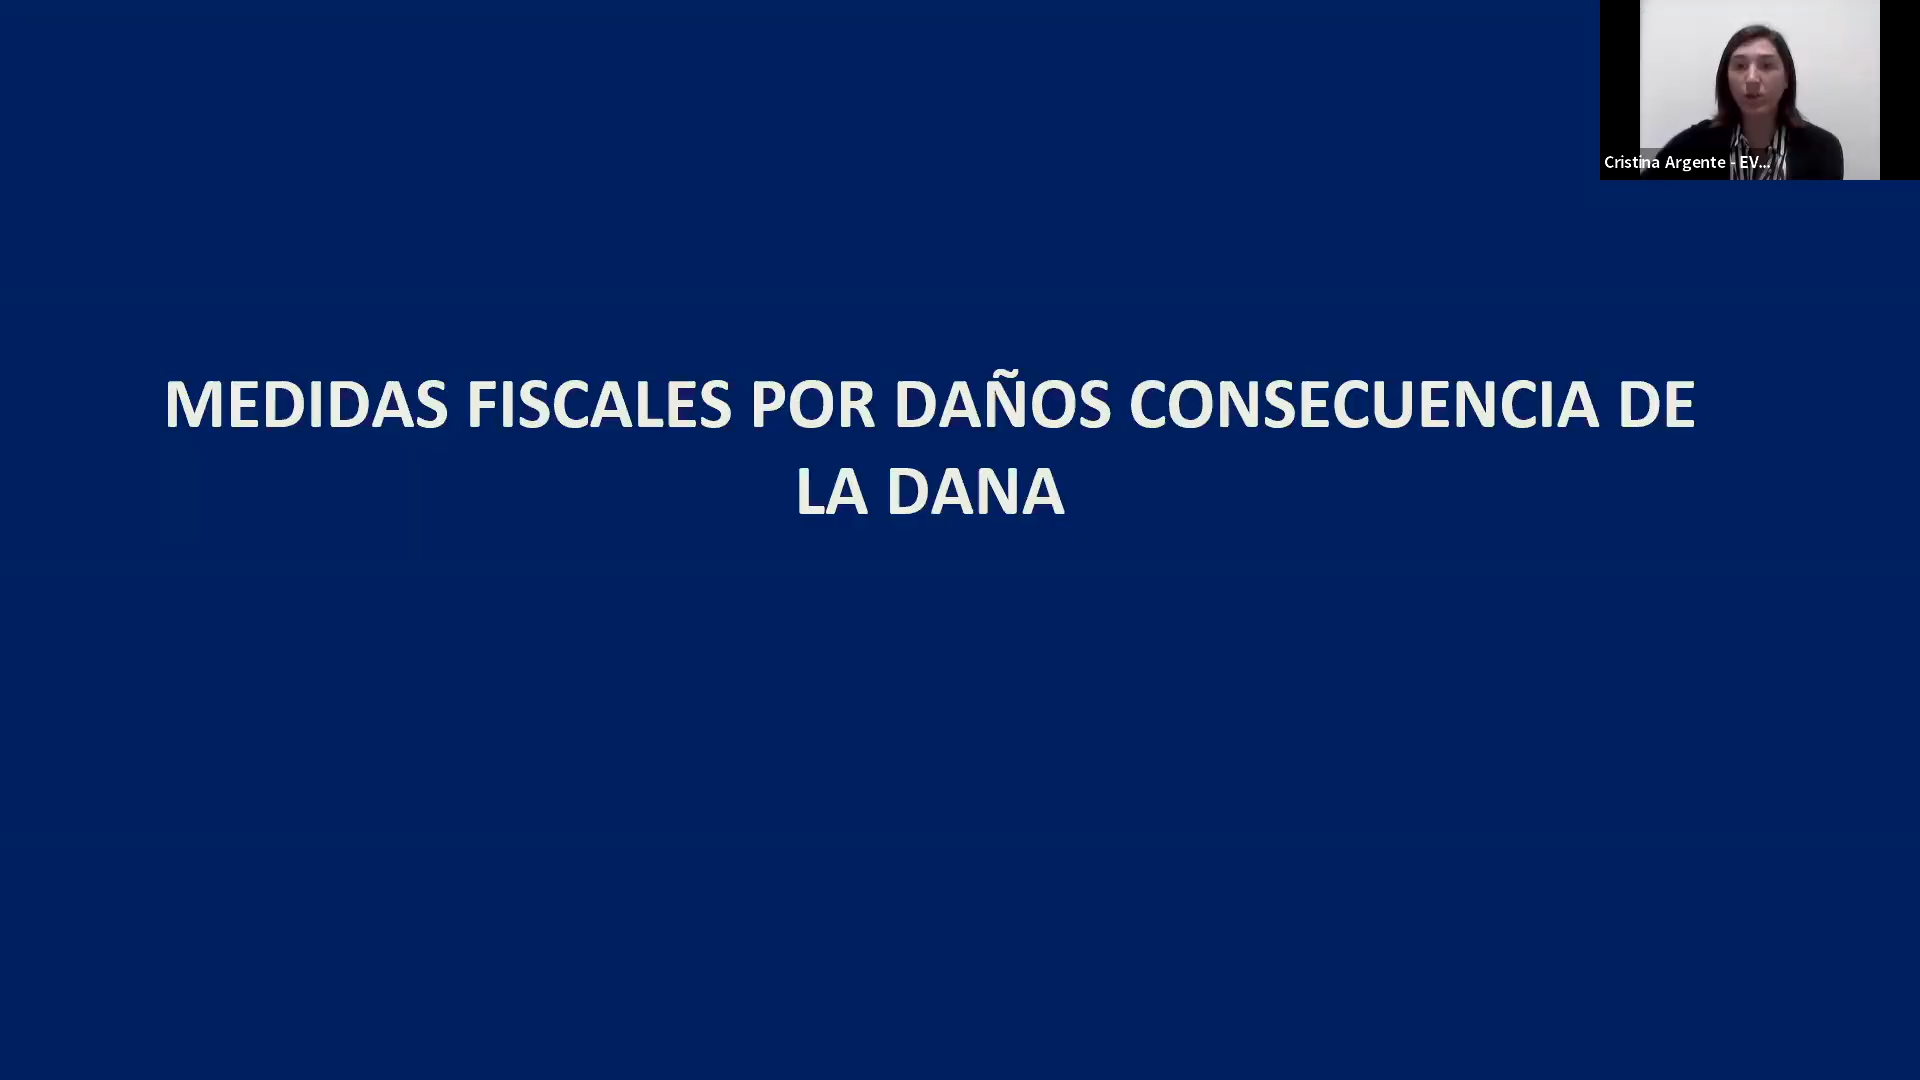 Cristina Argente - EV...
MEDIDAS FISCALES POR DAÑOS CONSECUENCIA DE
LA DANA